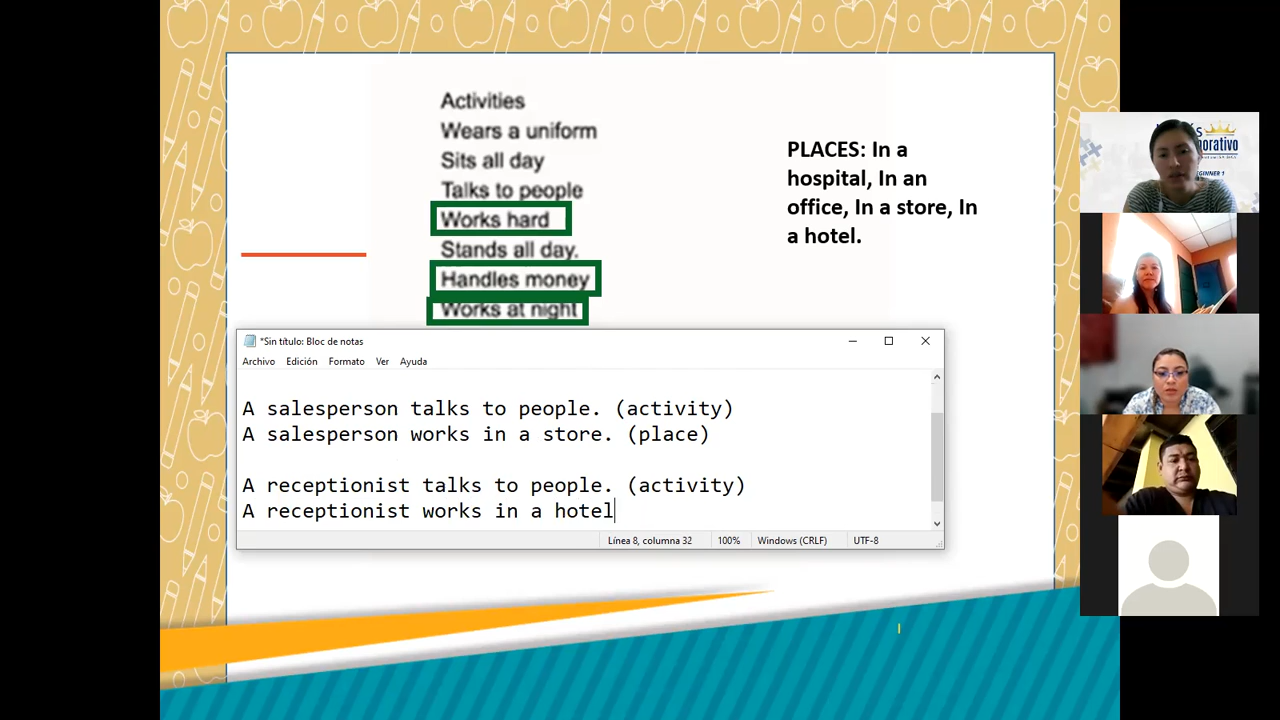 Activities
Wears a uniform
Sits all day
Talks to people
Works hard
Stands all day.
Handles money
Works at night
PLACES: In a
hospital, In an
office, In a store, In
a hotel.
*Sin título: Bloc de notas
Archivo Edición Formato Ver Ayuda
A salesperson talks to people. (activity)
A salesperson works in a store. (place)
A receptionist talks to people. (activity)
A receptionist works in a hotel
Línea 8, columna 32 100% Windows (CRLF) UTF-8